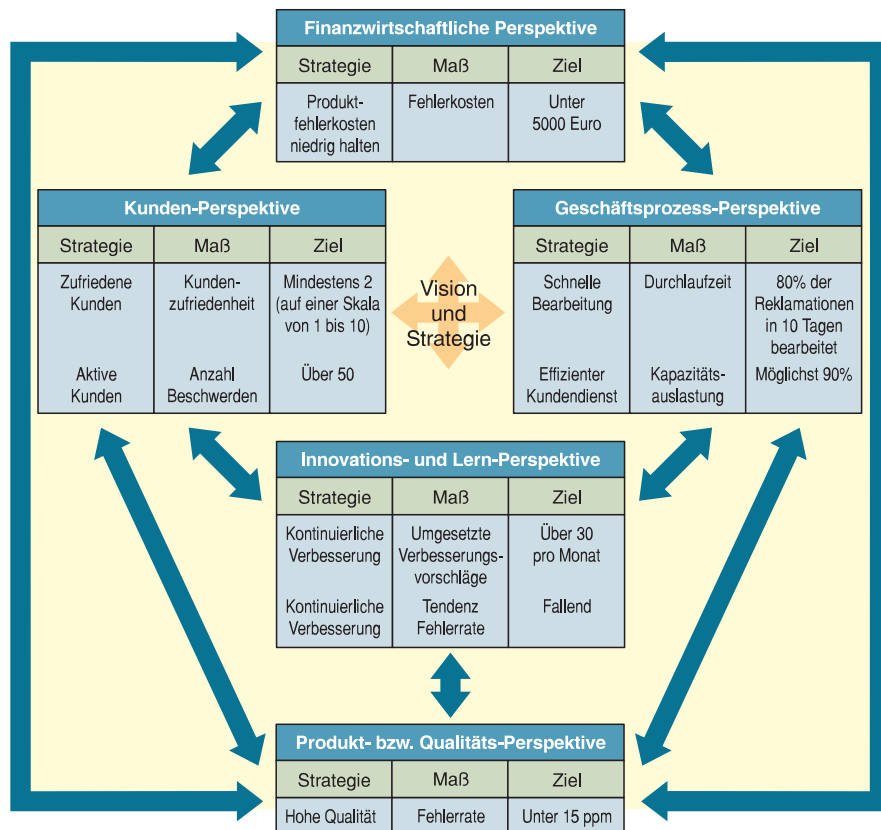 Finanzwirtschaftliche Perspektive
Strategie Maß Ziel
Produkt- Fehlerkosten Unter
fehlerkosten 5000 Euro
niedrig halten
Kunden-Perspektive
Strategie Maß Ziel
Zufriedene Kunden- Mindestens 2
Kunden zufriedenheit (auf einer Skala
von 1 bis 10)
Aktive Anzahl Über 50
Kunden Beschwerden
Vision
und
Strategie
Geschäftsprozess-Perspektive
Strategie Maß Ziel
Schnelle Durchlaufzeit 80% der
Bearbeitung Reklamationen
in 10 Tagen
bearbeitet
Effizienter Kapazitäts- Möglichst 90%
Kundendienst auslastung
Innovations- und Lern-Perspektive
Strategie Maß Ziel
Kontinuierliche Umgesetzte Über 30
Verbesserung Verbesserungs- pro Monat
vorschläge
Kontinuierliche Tendenz Fallend
Verbesserung Fehlerrate
Produkt- bzw. Qualitäts-Perspektive
Strategie Maß Ziel
Hohe Qualität Fehlerrate Unter 15 ppm